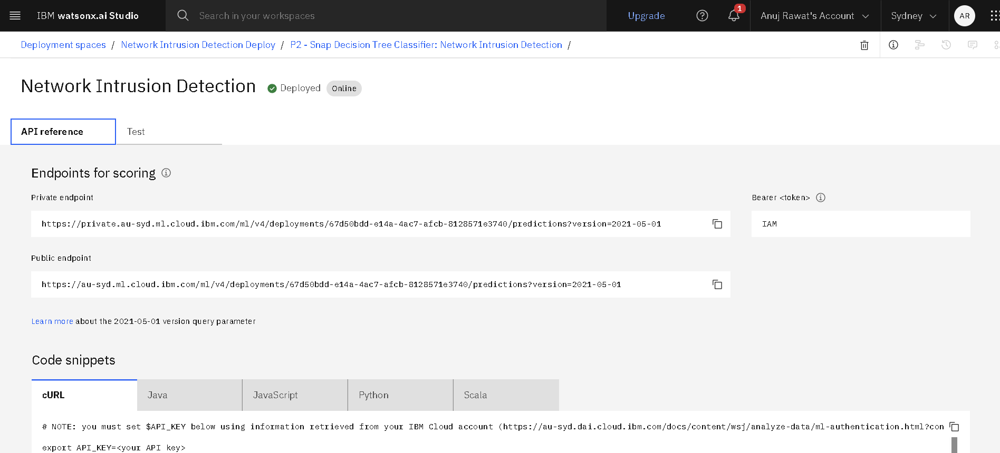 IBM watsonx.ai Studio
Search in your workspaces
Upgrade
1
Anuj Rawat's Account
Sydney
AR
Deployment spaces / Network Intrusion Detection Deploy / P2 - Snap Decision Tree Classifier: Network Intrusion Detection /
Network Intrusion Detection
Deployed
Online
API reference
Test
Endpoints for scoring
Private endpoint
Bearer <token>
https://private.au-syd.ml.cloud.ibm.com/ml/v4/deployments/67d50bdd-e14a-4ac7-afcb-8128571e3740/predictions?version=2021-05-01
IAM
Public endpoint
https://au-syd.ml.cloud.ibm.com/ml/v4/deployments/67d50bdd-e14a-4ac7-afcb-8128571e3740/predictions?version=2021-05-01
Learn more about the 2021-05-01 version query parameter
Code snippets
cURL
Java
JavaScript
Python
Scala
# NOTE: you must set $API_KEY below using information retrieved from your IBM Cloud account (https://au-syd.dai.cloud.ibm.com/docs/content/wsj/analyze-data/ml-authentication.html?con
export API_KEY=<your API key>